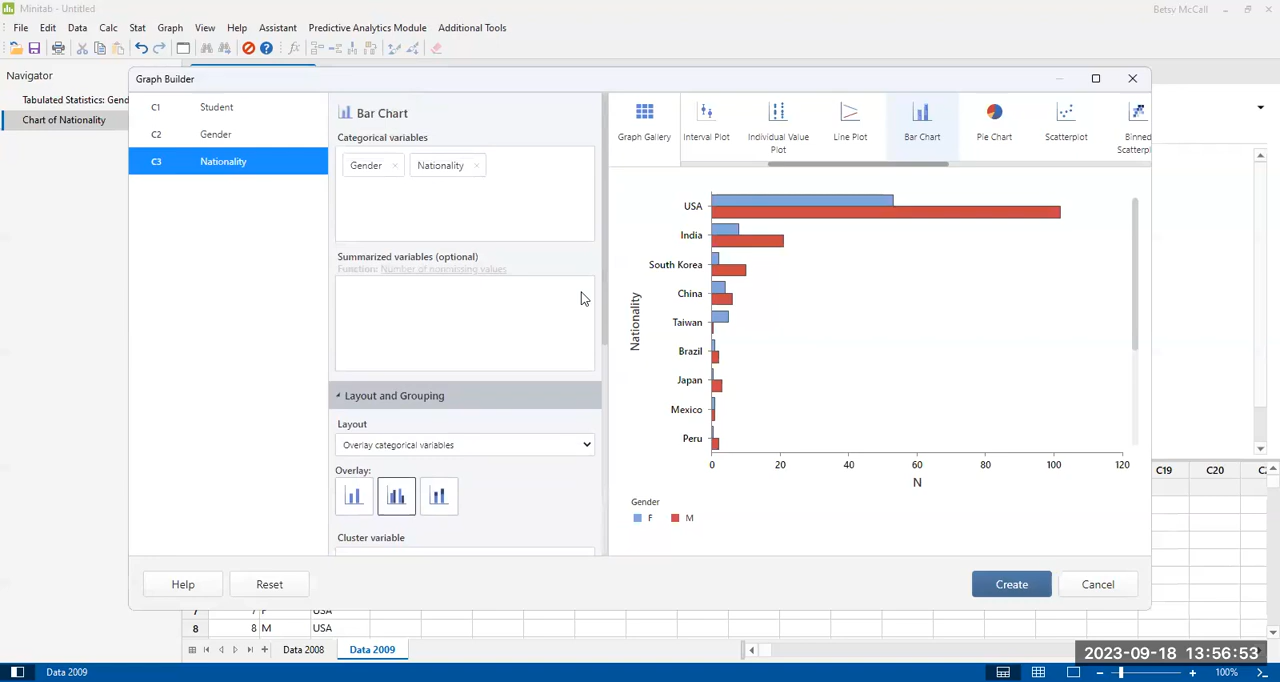 Minitab - Untitled
Betsy McCall
File Edit Data Calc Stat Graph View Help Assistant Predictive Analytics Module Additional Tools
Navigator
Tabulated Statistics: Gend
Chart of Nationality
Graph Builder
C1 Student
C2 Gender
C3 Nationality
Bar Chart
Categorical variables
Gender × Nationality ×
Summarized variables (optional)
Function: Number of nonmissing values
Layout and Grouping
Layout
Overlay categorical variables
Overlay:
Cluster variable
Graph Gallery
Interval Plot
Individual Value
Plot
Line Plot
Bar Chart
Pie Chart
Scatterplot
Binned
Scatterpl
Nationality
USA
India
South Korea
China
Taiwan
Brazil
Japan
Mexico
Peru
0 20 40 60 80 100 120
N
Gender
F M
Help Reset Create Cancel
C19 C20
7 F USA
8 M USA
Data 2008 Data 2009
2023-09-18 13:56:53
Data 2009
100%